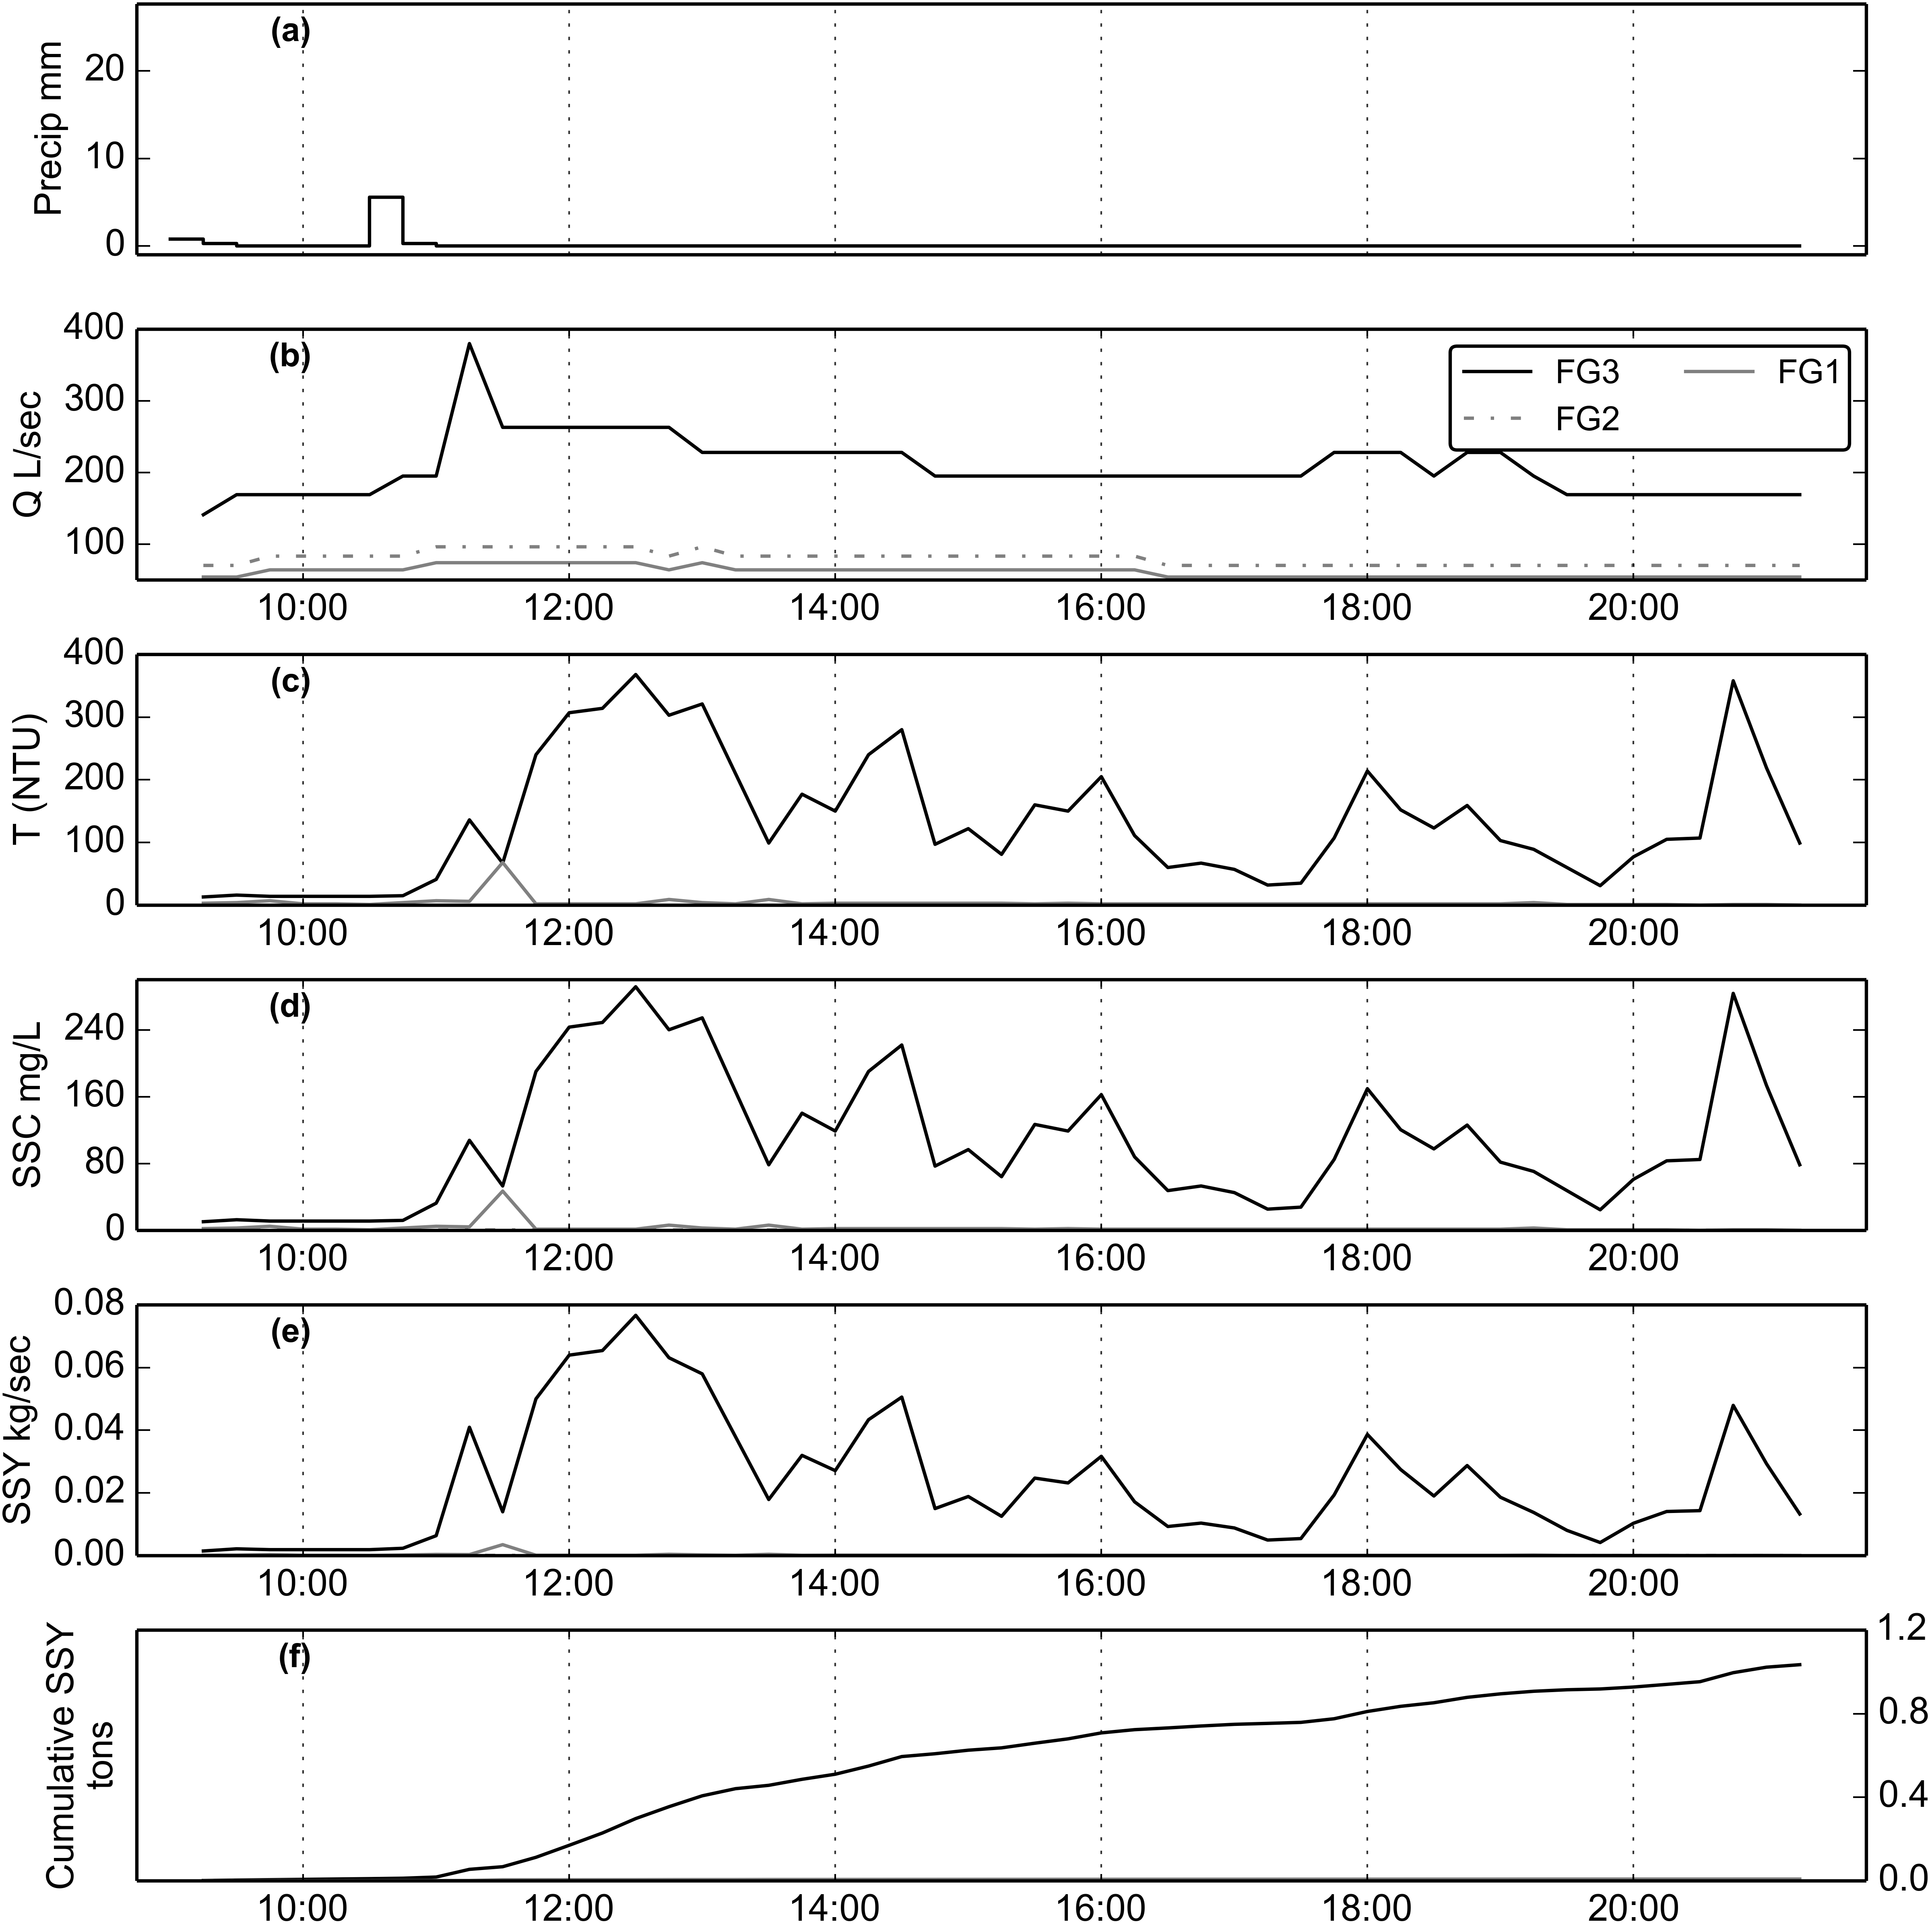 (a)
Precip mm
20
10
0
(b)
Q L/sec
400
300
200
100
FG3 FG1
FG2
10:00 12:00 14:00 16:00 18:00 20:00
(c)
T (NTU)
400
300
200
100
0
10:00 12:00 14:00 16:00 18:00 20:00
(d)
SSC mg/L
240
160
80
0
10:00 12:00 14:00 16:00 18:00 20:00
(e)
SSY kg/sec
0.08
0.06
0.04
0.02
0.00
10:00 12:00 14:00 16:00 18:00 20:00
(f)
Cumulative SSY
tons
1.2
0.8
0.4
0.0
10:00 12:00 14:00 16:00 18:00 20:00